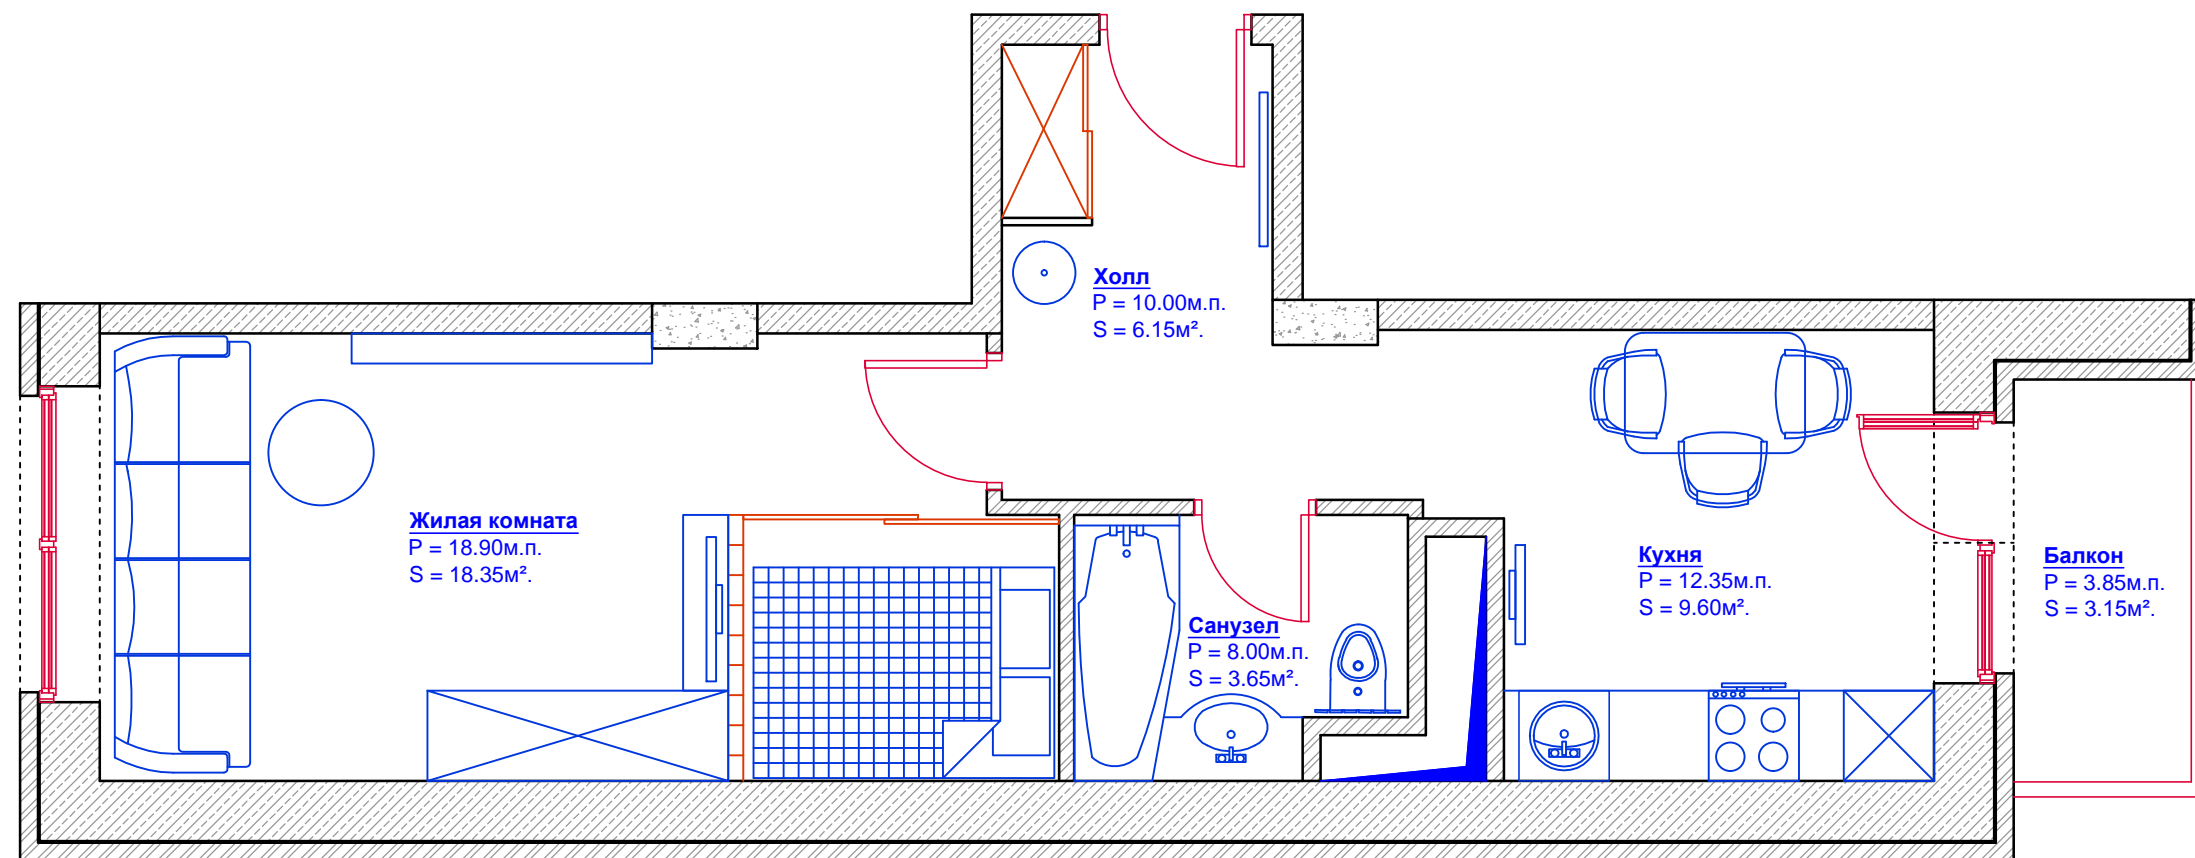 Холл
P = 10.00м.п.
S = 6.15м².
Жилая комната
P = 18.90м.п.
S = 18.35м².
Санузел
P = 8.00м.п.
S = 3.65м².
Кухня
P = 12.35м.п.
S = 9.60м².
Балкон
P = 3.85м.п.
S = 3.15м².